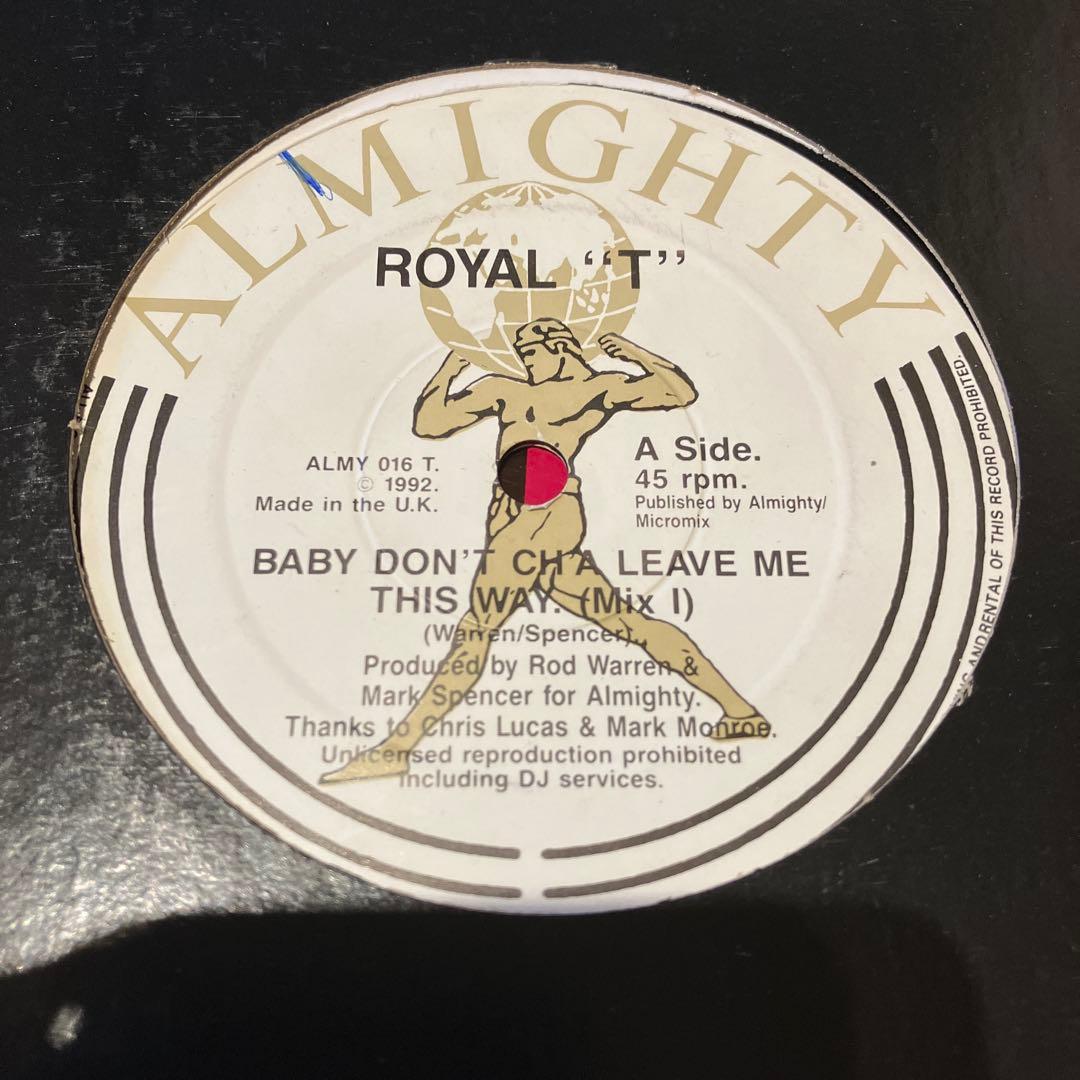 ALMIGHTY
ROYAL “T”
ALMY 016 T.
© 1992.
Made in the U.K.
A Side.
45 rpm.
Published by Almighty/
Micromix
BABY DON'T CH'A LEAVE ME
THIS WAY. (Mix I)
(Warren/Spencer).
Produced by Rod Warren &
Mark Spencer for Almighty.
Thanks to Chris Lucas & Mark Monroe.
Unlicensed reproduction prohibited
including DJ services.
AND RENTAL OF THIS RECORD PROHIBITED.